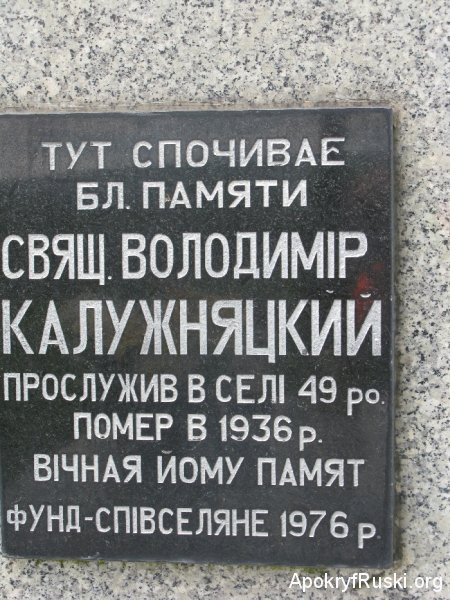 ТУТ СПОЧИВАЕ
БЛ. ПАМЯТИ
СВЯЩ. ВОЛОДИМІР
КАЛУЖНЯЦКИЙ
ПРОСЛУЖИВ В СЕЛІ 49 ро.
ПОМЕР В 1936 р.
ВІЧНАЯ ЙОМУ ПАМЯТ
ФУНД-СПІВСЕЛЯНЕ 1976 р
ApokryfRuski.org